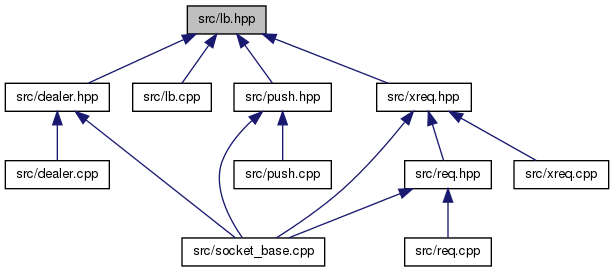 src/lb.hpp
src/dealer.hpp
src/lb.cpp
src/push.hpp
src/xreq.hpp
src/dealer.cpp
src/push.cpp
src/req.hpp
src/xreq.cpp
src/socket_base.cpp
src/req.cpp